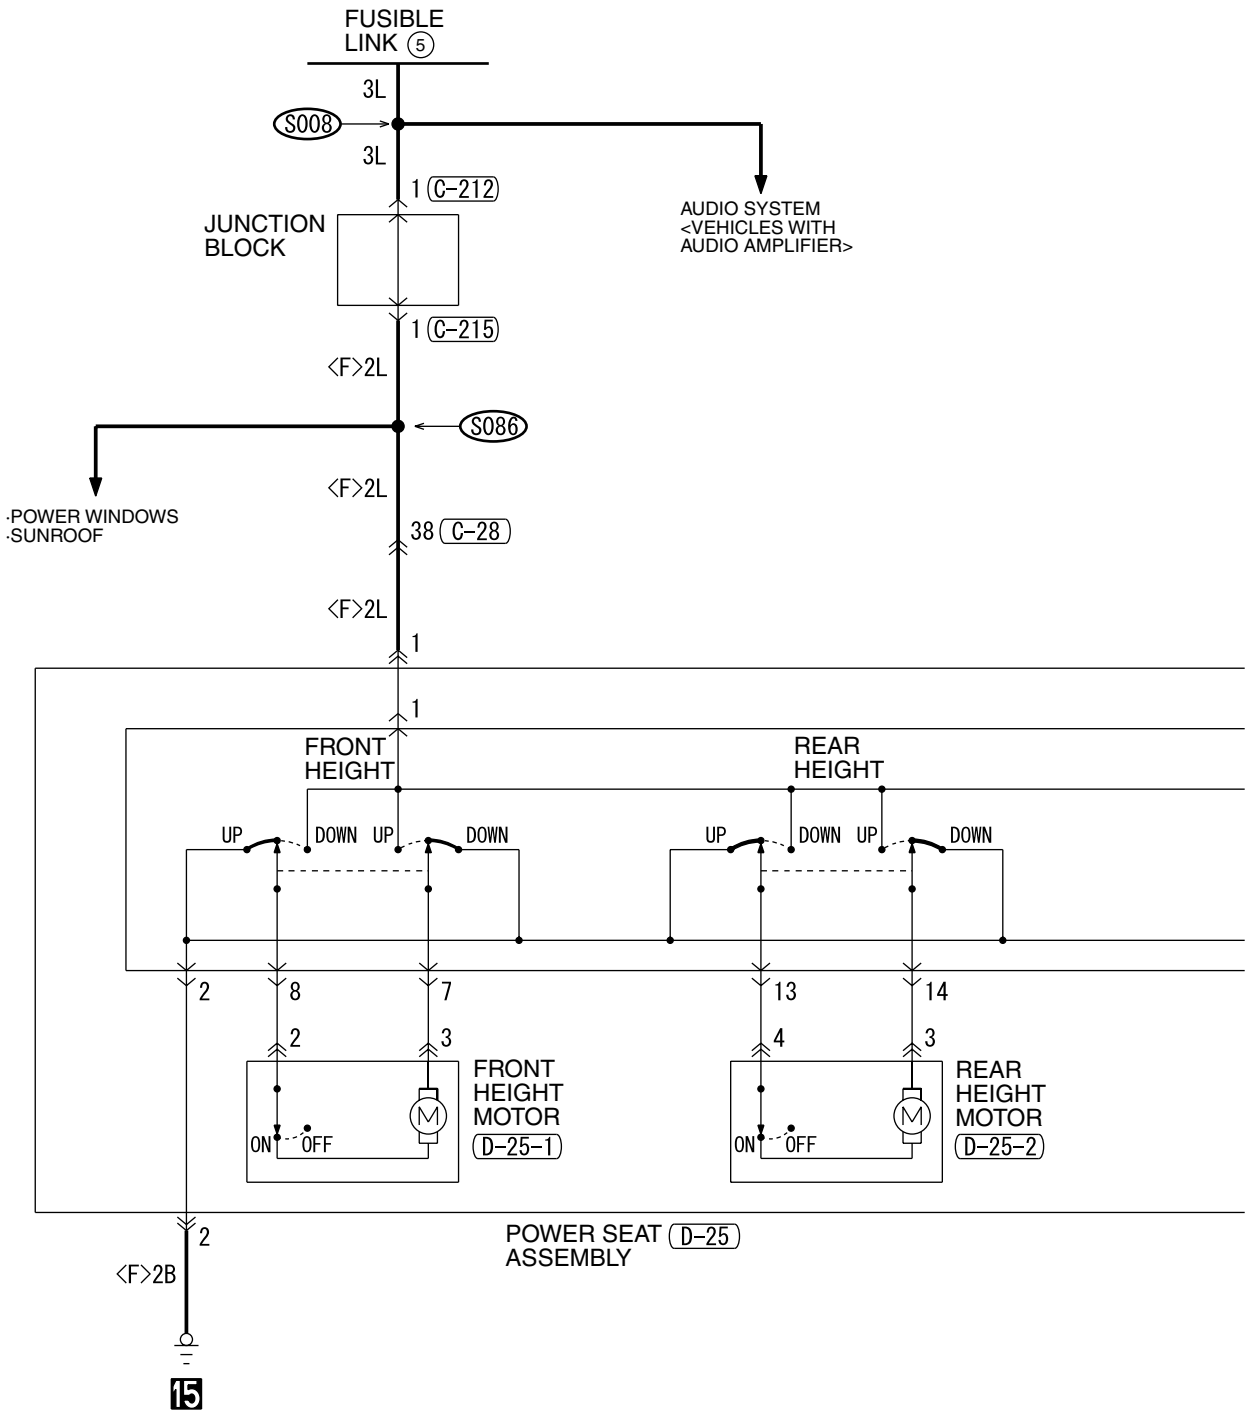 FUSIBLE
LINK 5
3L
S008
3L
1 C-212
JUNCTION
BLOCK
AUDIO SYSTEM
<VEHICLES WITH
AUDIO AMPLIFIER>
1 C-215
<F>2L
S086
<F>2L
·POWER WINDOWS
·SUNROOF
38 C-28
<F>2L
1
1
FRONT
HEIGHT
REAR
HEIGHT
UP DOWN UP DOWN UP DOWN UP DOWN
2 8 7 13 14
2 3 4 3
FRONT
HEIGHT
MOTOR
D-25-1
REAR
HEIGHT
MOTOR
D-25-2
M M
ON OFF ON OFF
2
POWER SEAT D-25
ASSEMBLY
<F>2B
15